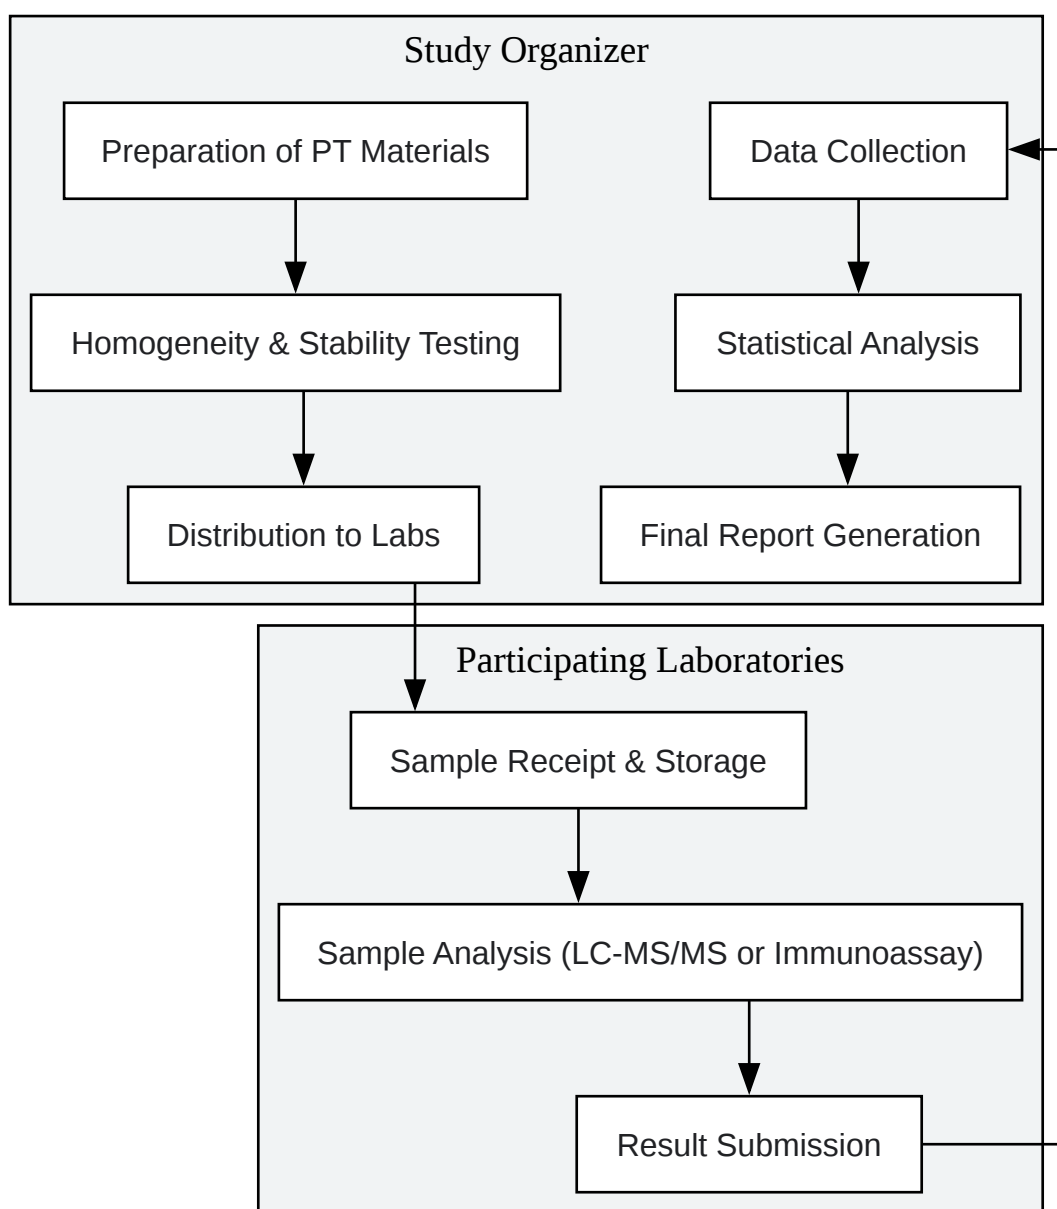 Study Organizer
Preparation of PT Materials
Homogeneity & Stability Testing
Distribution to Labs
Data Collection
Statistical Analysis
Final Report Generation
Participating Laboratories
Sample Receipt & Storage
Sample Analysis (LC-MS/MS or Immunoassay)
Result Submission